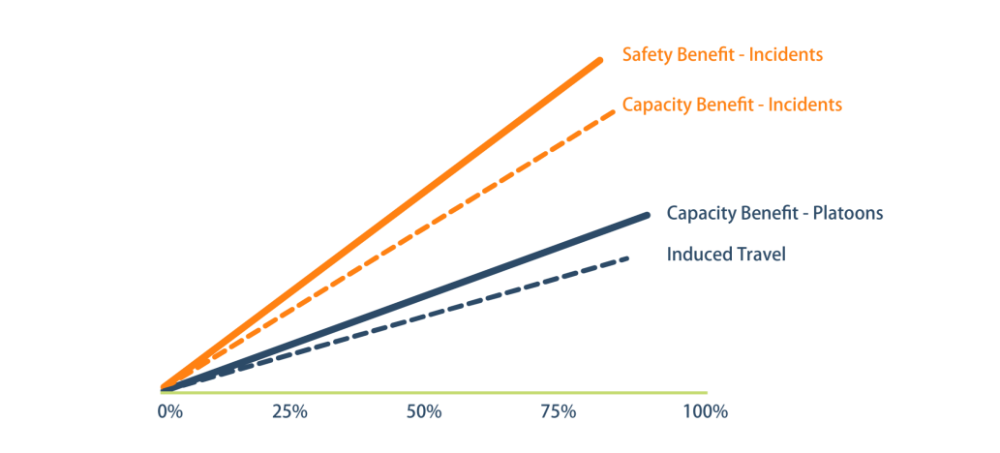 Safety Benefit - Incidents
Capacity Benefit - Incidents
Capacity Benefit - Platoons
Induced Travel
0% 25% 50% 75% 100%